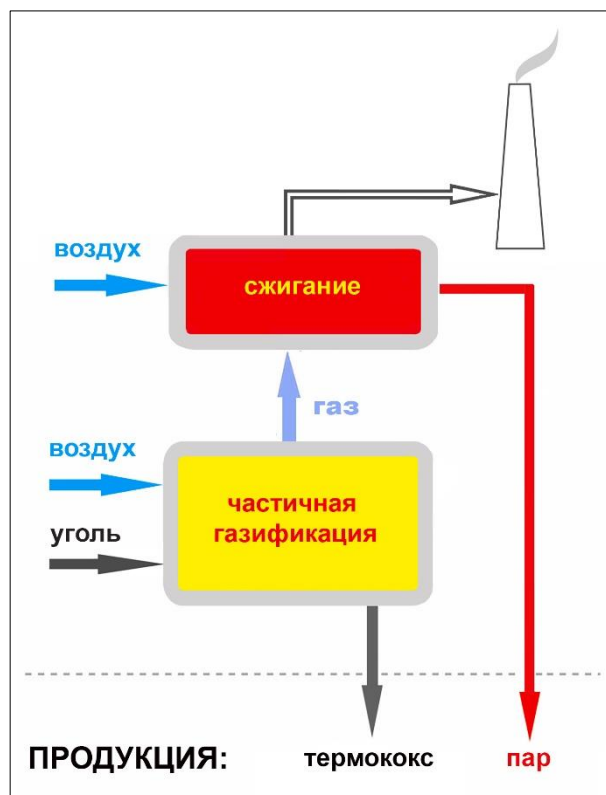 воздух
сжигание
газ
воздух
частичная
газификация
уголь
ПРОДУКЦИЯ:
термококс
пар